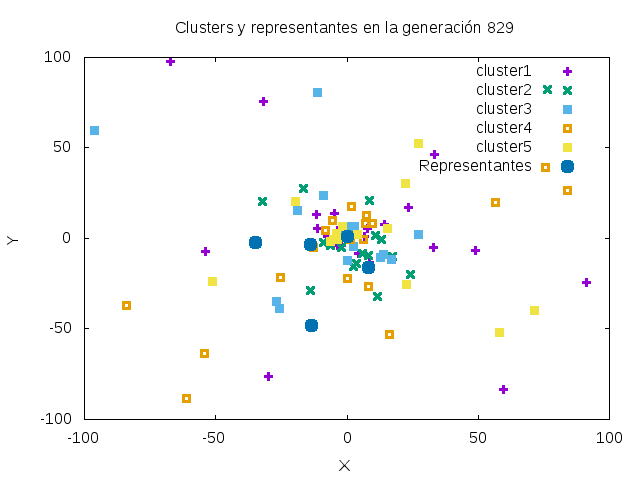 Clusters y representantes en la generación 829
cluster1
cluster2
cluster3
cluster4
cluster5
Representantes
100
50
0
-50
-100
Y
-100
-50
0
50
100
X